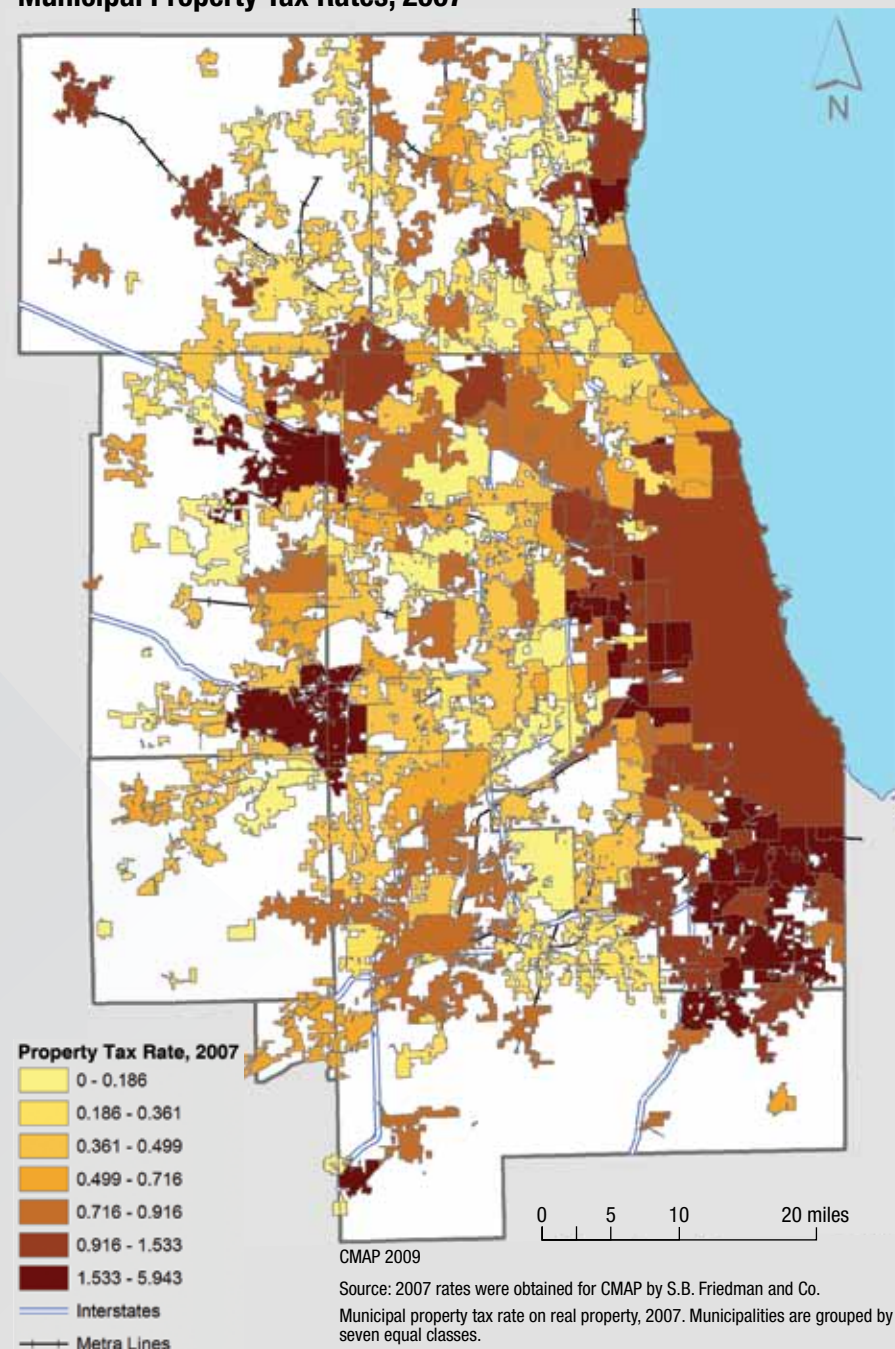 Municipal Property Tax Rates, 2007
N
Property Tax Rate, 2007
0 - 0.186
0.186 - 0.361
0.361 - 0.499
0.499 - 0.716
0.716 - 0.916
0.916 - 1.533
1.533 - 5.943
Interstates
Metra Lines
0 5 10 20 miles
CMAP 2009
Source: 2007 rates were obtained for CMAP by S.B. Friedman and Co.
Municipal property tax rate on real property, 2007. Municipalities are grouped by
seven equal classes.